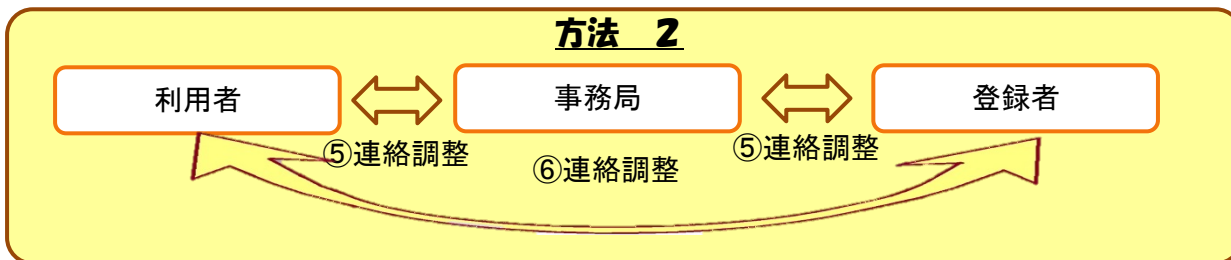 方法　２
利用者
事務局
登録者
⑤連絡調整
⑥連絡調整
⑤連絡調整